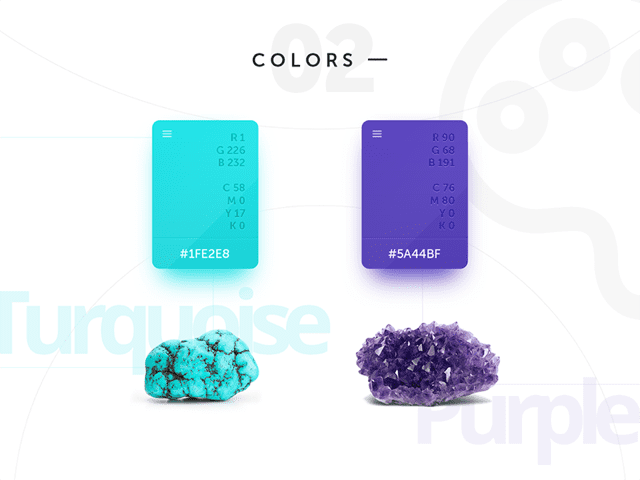 02
COLORS —
R 1
G 226
B 232
C 58
M 0
Y 17
K 0
#1FE2E8
R 90
G 68
B 191
C 76
M 80
Y 0
K 0
#5A44BF
Turquoise
Purple